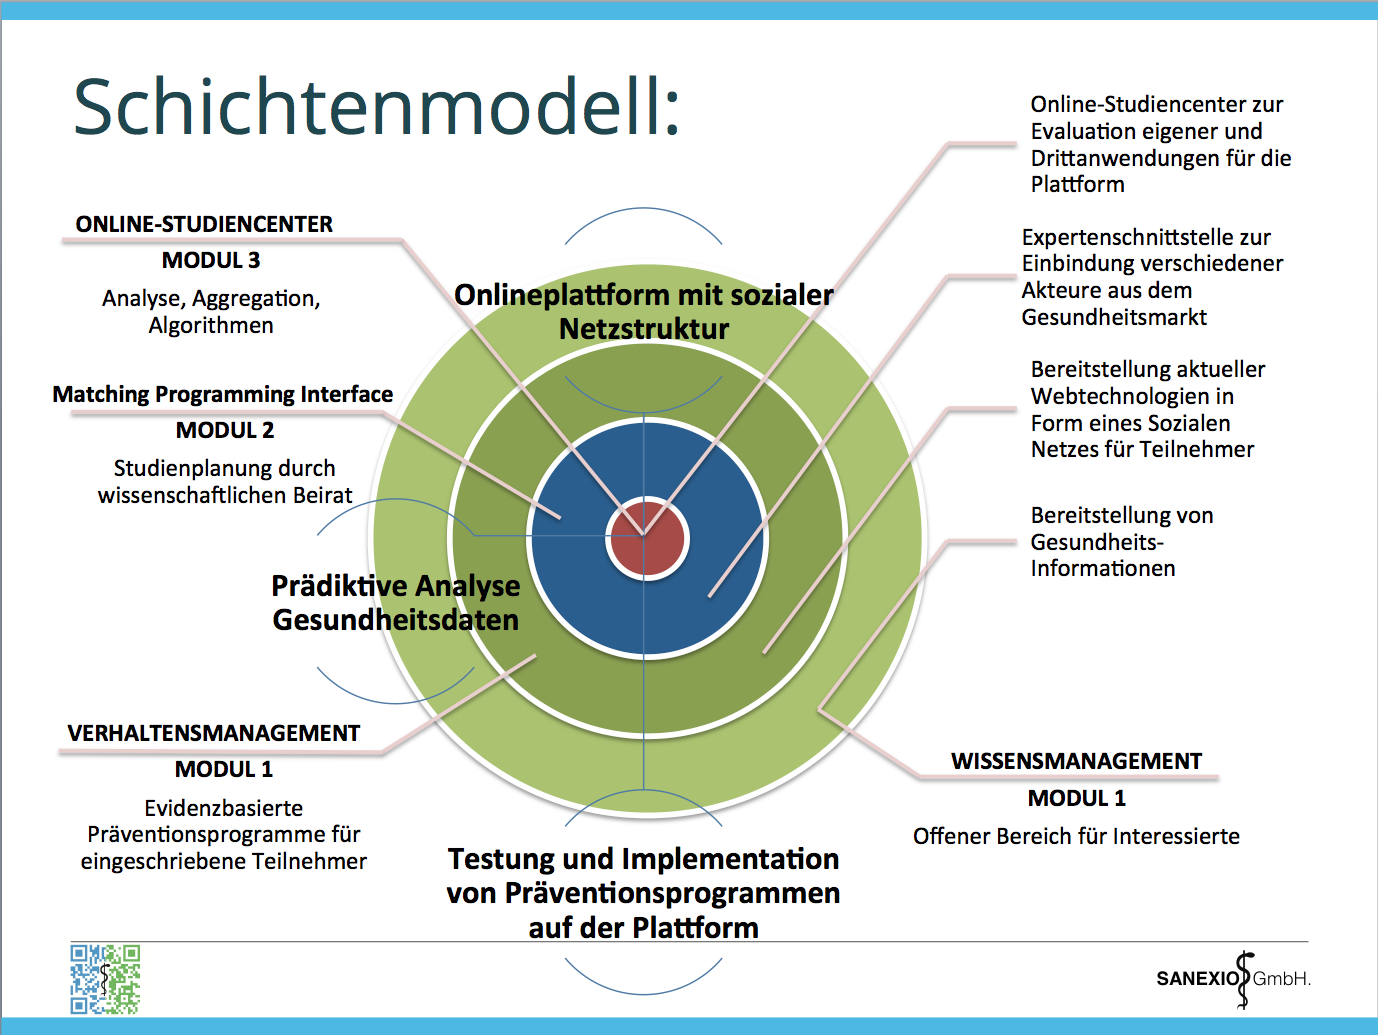 Schichtenmodell:
ONLINE-STUDIENCENTER
MODUL 3
Analyse, Aggregation,
Algorithmen
Matching Programming Interface
MODUL 2
Studienplanung durch
wissenschaftlichen Beirat
Onlineplattform mit sozialer
Netzstruktur
Prädiktive Analyse
Gesundheitsdaten
Testung und Implementation
von Präventionsprogrammen
auf der Plattform
VERHALTENSMANAGEMENT
MODUL 1
Evidenzbasierte
Präventionsprogramme für
eingeschriebene Teilnehmer
Online-Studiencenter zur
Evaluation eigener und
Drittanwendungen für die
Plattform
Expertenschnittstelle zur
Einbindung verschiedener
Akteure aus dem
Gesundheitsmarkt
Bereitstellung aktueller
Webtechnologien in
Form eines Sozialen
Netzes für Teilnehmer
Bereitstellung von
Gesundheits-
Informationen
WISSENSMANAGEMENT
MODUL 1
Offener Bereich für Interessierte
SANEXIO GmbH.